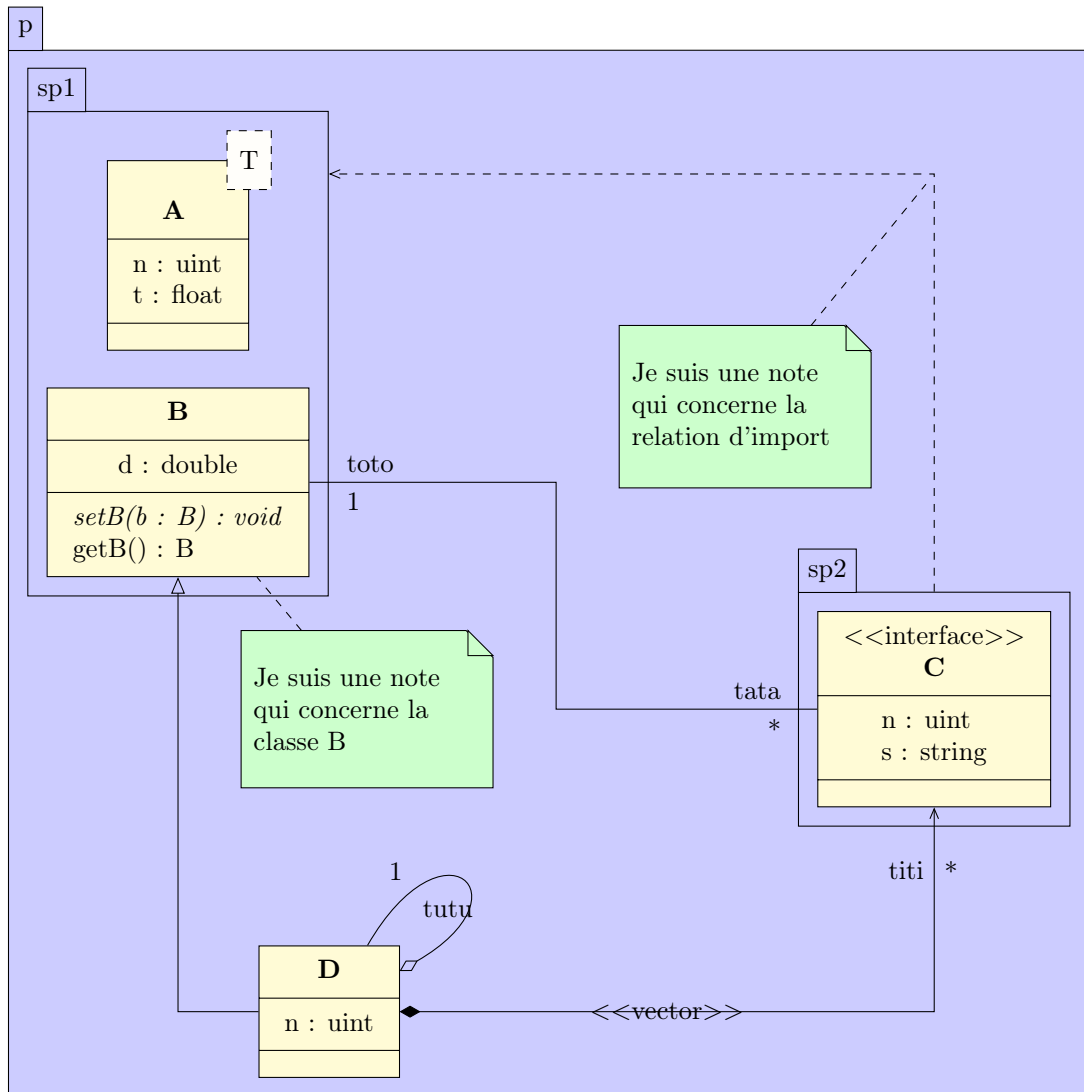 p
sp1
T
A
n : uint
t : float
B
d : double
setB(b : B) : void
getB() : B
toto
1
Je suis une note
qui concerne la
relation d'import
Je suis une note
qui concerne la
classe B
sp2
<<interface>>
C
n : uint
s : string
tata
*
titi
*
1
tutu
D
n : uint
<<vector>>